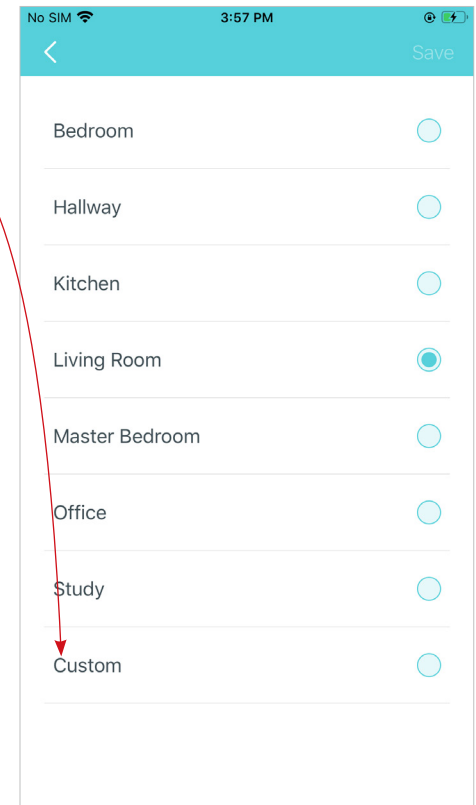 No SIM 3:57 PM
Save
Bedroom
Hallway
Kitchen
Living Room
Master Bedroom
Office
Study
Custom